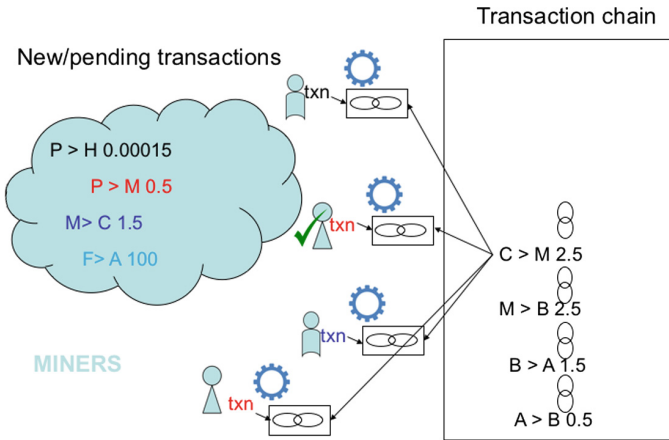 Transaction chain
New/pending transactions
txn
P > H 0.00015
P > M 0.5
M> C 1.5
txn
F> A 100
C > M 2.5
M > B 2.5
txn
MINERS
B > A 1.5
txn
A > B 0.5